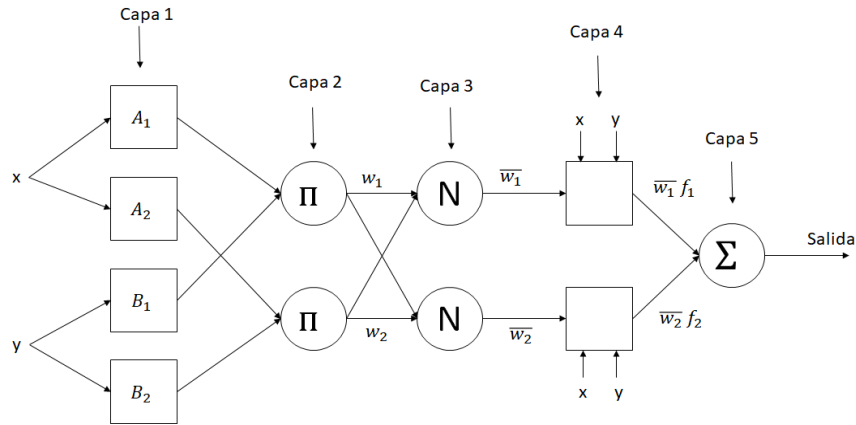 Capa 1
Capa 2
Capa 3
Capa 4
Capa 5
x
y
A₁
A₂
B₁
B₂
Π
Π
w₁
w₂
N
N
w̅₁
w̅₂
x y
x y
w̅₁ f₁
w̅₂ f₂
Σ
Salida